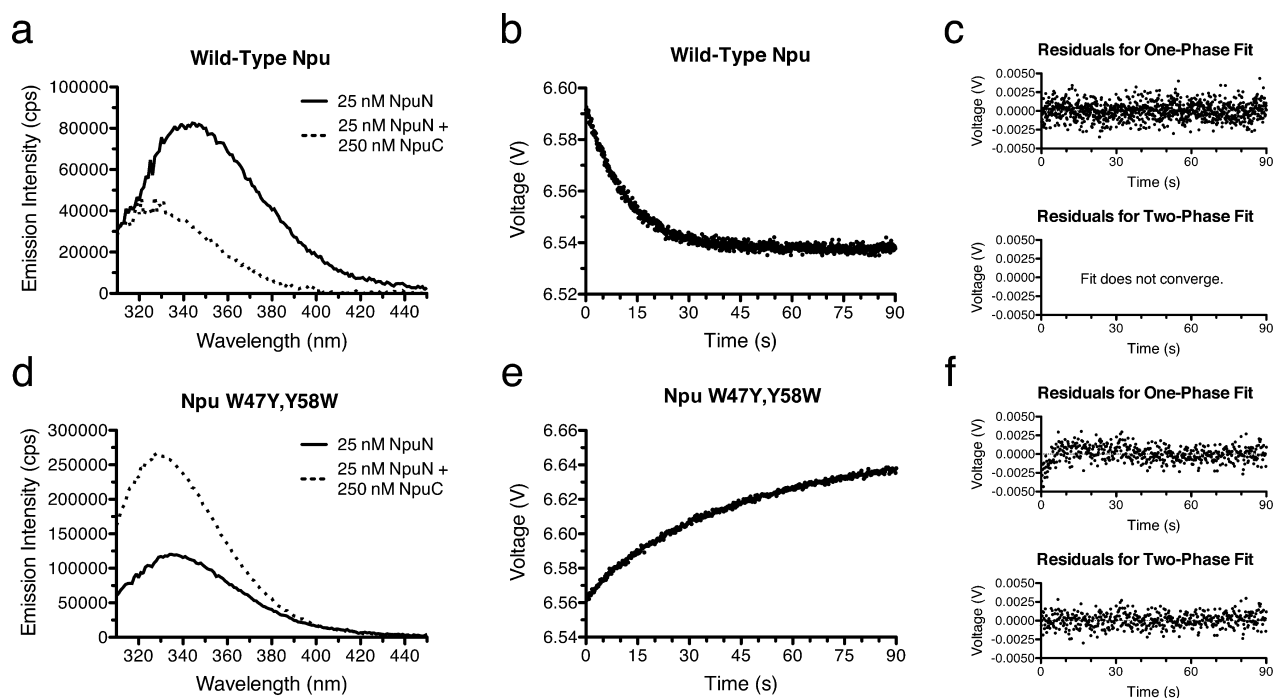 a
Wild-Type Npu
Emission Intensity (cps)
100000
80000
60000
40000
20000
0
320 340 360 380 400 420 440
Wavelength (nm)
25 nM NpuN
25 nM NpuN +
250 nM NpuC
b
Wild-Type Npu
Voltage (V)
6.60
6.58
6.56
6.54
6.52
0 15 30 45 60 75 90
Time (s)
c
Residuals for One-Phase Fit
Voltage (V)
0.0050
0.0025
0.0000
-0.0025
-0.0050
0 30 60 90
Time (s)
Residuals for Two-Phase Fit
Voltage (V)
0.0050
0.0025
0.0000
-0.0025
-0.0050
Fit does not converge.
0 30 60 90
Time (s)
d
Npu W47Y,Y58W
Emission Intensity (cps)
300000
250000
200000
150000
100000
50000
0
320 340 360 380 400 420 440
Wavelength (nm)
25 nM NpuN
25 nM NpuN +
250 nM NpuC
e
Npu W47Y,Y58W
Voltage (V)
6.66
6.64
6.62
6.60
6.58
6.56
6.54
0 15 30 45 60 75 90
Time (s)
f
Residuals for One-Phase Fit
Voltage (V)
0.0050
0.0025
0.0000
-0.0025
-0.0050
0 30 60 90
Time (s)
Residuals for Two-Phase Fit
Voltage (V)
0.0050
0.0025
0.0000
-0.0025
-0.0050
0 30 60 90
Time (s)